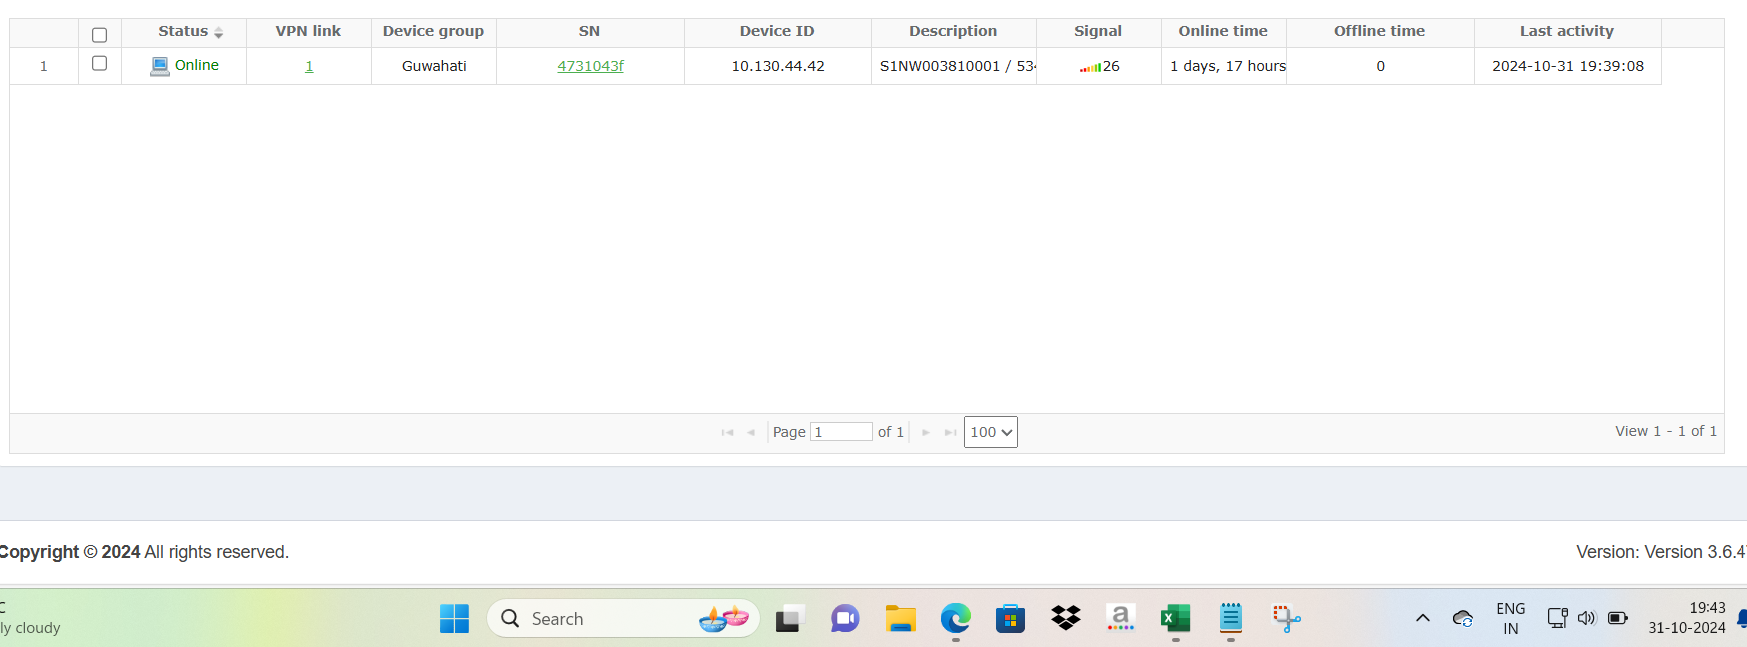 Status VPN link Device group SN Device ID Description Signal Online time Offline time Last activity
1 Online 1 Guwahati 4731043f 10.130.44.42 S1NW003810001 / 53 26 1 days, 17 hours 0 2024-10-31 19:39:08
Page 1 of 1 100 View 1 - 1 of 1
Copyright © 2024 All rights reserved. Version: Version 3.6.4
C
ly cloudy
Search
a
X
ENG
IN
19:43
31-10-2024